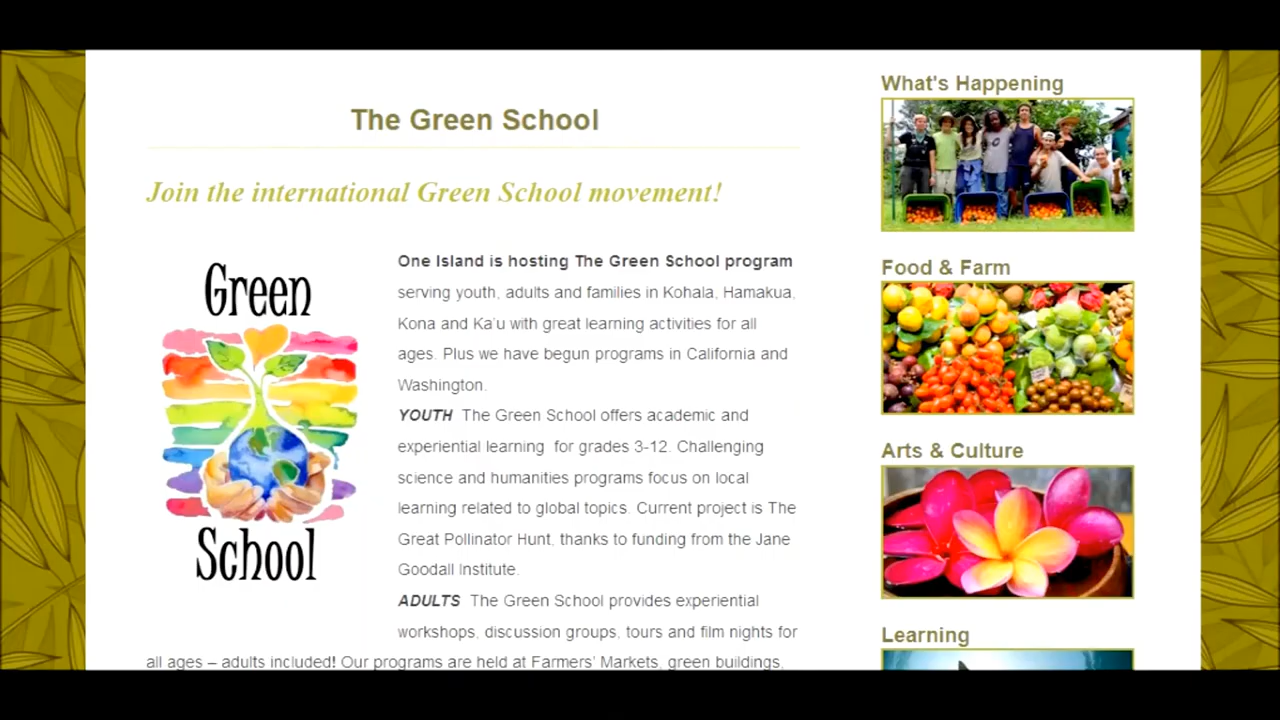 The Green School
Join the international Green School movement!
Green
School
One Island is hosting The Green School program
serving youth, adults and families in Kohala, Hamakua,
Kona and Ka'u with great learning activities for all
ages. Plus we have begun programs in California and
Washington.
YOUTH The Green School offers academic and
experiential learning for grades 3-12. Challenging
science and humanities programs focus on local
learning related to global topics. Current project is The
Great Pollinator Hunt, thanks to funding from the Jane
Goodall Institute.
ADULTS The Green School provides experiential
workshops, discussion groups, tours and film nights for
all ages – adults included! Our programs are held at Farmers' Markets, green buildings,
What's Happening
Food & Farm
Arts & Culture
Learning